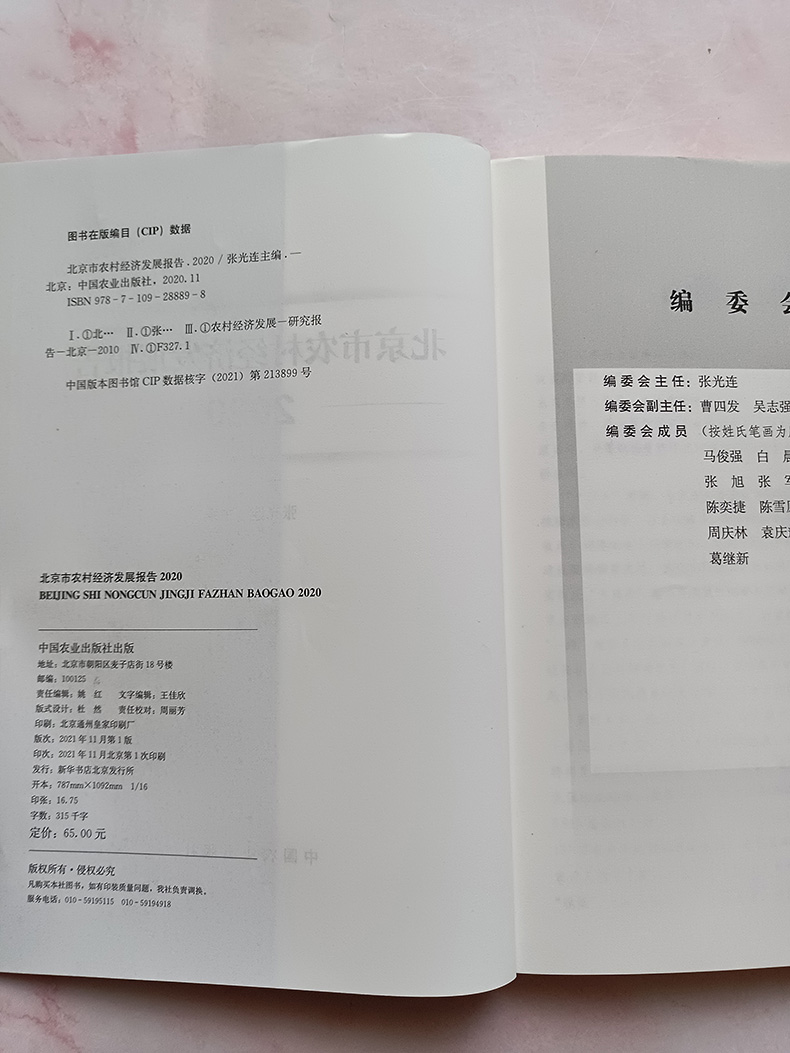 图书在版编目（CIP）数据
北京市农村经济发展报告.2020 / 张光连主编.—
北京：中国农业出版社，2020.11
ISBN 978-7-109-28889-8
Ⅰ.①北… Ⅱ.①张… Ⅲ.①农村经济发展—研究报
告—北京—2010 Ⅳ.①F327.1
中国版本图书馆 CIP 数据核字（2021）第 213899 号
北京市农村经济发展报告 2020
BEIJING SHI NONGCUN JINGJI FAZHAN BAOGAO 2020
中国农业出版社出版
地址：北京市朝阳区麦子店街 18 号楼
邮编：100125
责任编辑：姚 红 文字编辑：王佳欣
版式设计：杜 然 责任校对：周丽芳
印刷：北京通州皇家印刷厂
版次：2021 年 11 月第 1 版
印次：2021 年 11 月北京第 1 次印刷
发行：新华书店北京发行所
开本：787mm×1092mm 1/16
印张：16.75
字数：315 千字
定价：65.00 元
版权所有·侵权必究
凡购买本社图书，如有印装质量问题，我社负责调换。
服务电话：010-59195115 010-59194918
编 委 会
编委会主任：张光连
编委会副主任：曹四发 吴志强
编委会成员（按姓氏笔画为
马俊强 白 晨
张 旭 张 军
陈奕捷 陈雪
周庆林 袁庆
葛继新